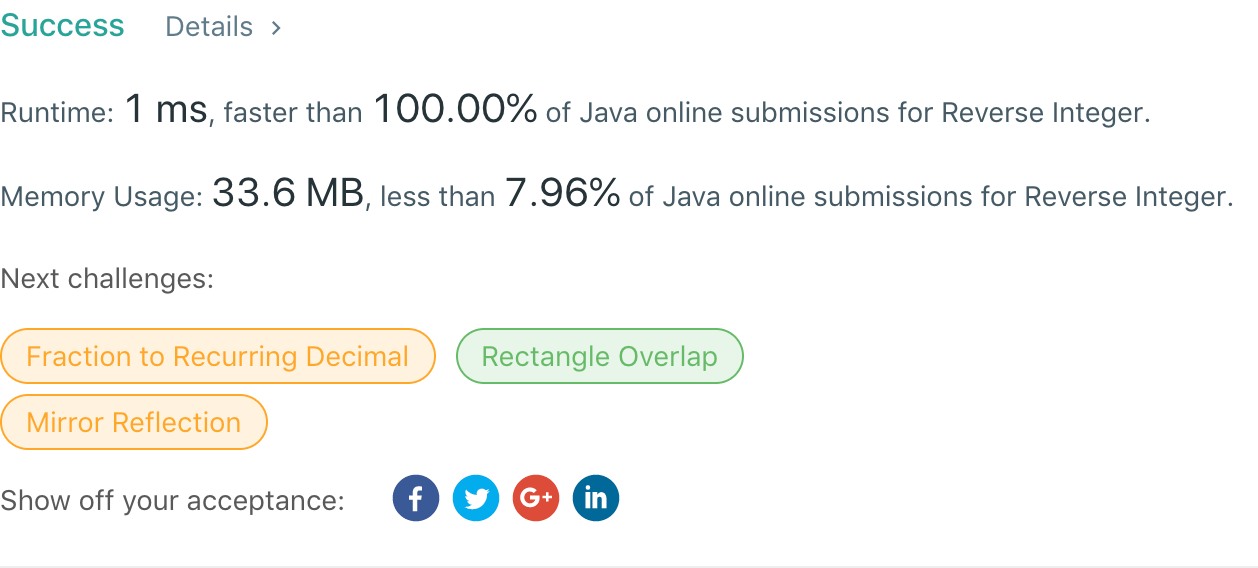 Success Details >
Runtime: 1 ms, faster than 100.00% of Java online submissions for Reverse Integer.
Memory Usage: 33.6 MB, less than 7.96% of Java online submissions for Reverse Integer.
Next challenges:
Fraction to Recurring Decimal Rectangle Overlap
Mirror Reflection
Show off your acceptance: f G+ in